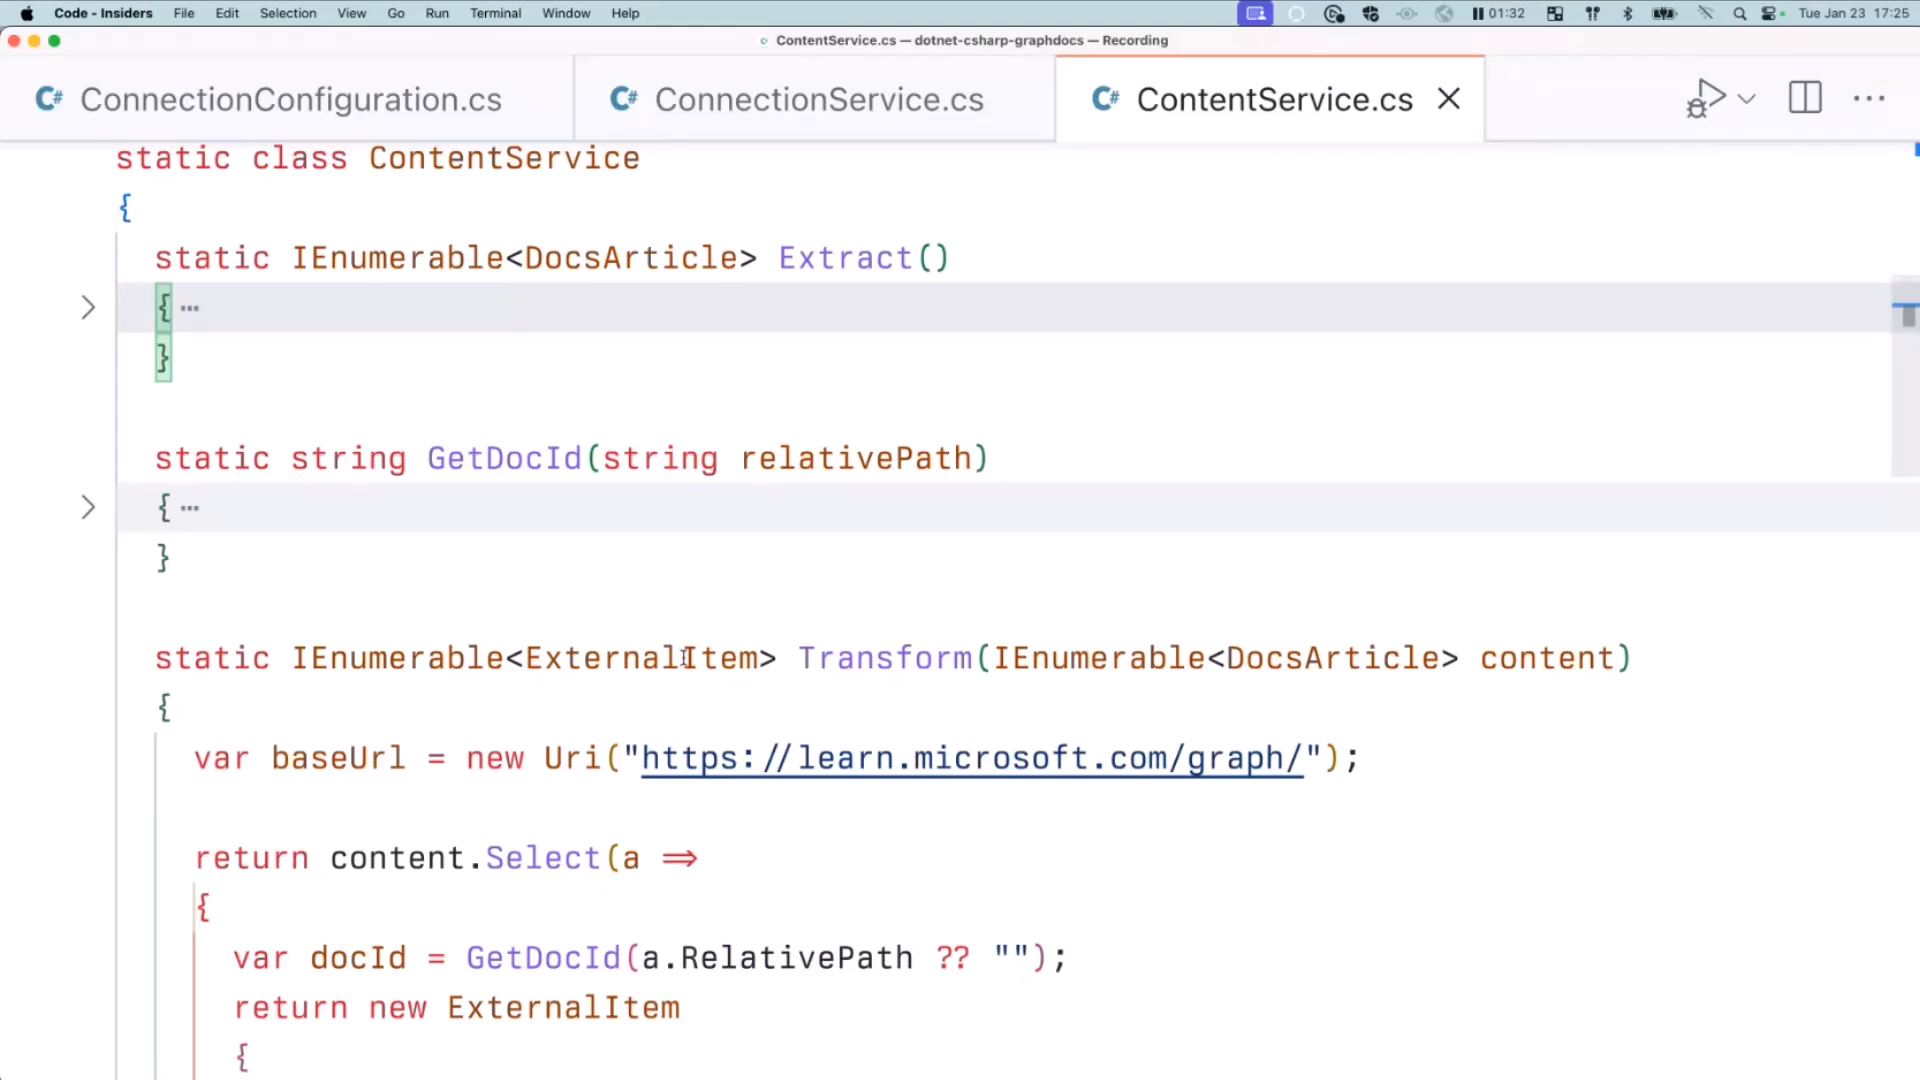 Code - Insiders File Edit Selection View Go Run Terminal Window Help 01:32 Tue Jan 23 17:25
ContentService.cs — dotnet-csharp-graphdocs — Recording
C# ConnectionConfiguration.cs C# ConnectionService.cs C# ContentService.cs
static class ContentService
{
static IEnumerable<DocsArticle> Extract()
{ ···
}
static string GetDocId(string relativePath)
{ ···
}
static IEnumerable<ExternalItem> Transform(IEnumerable<DocsArticle> content)
{
var baseUrl = new Uri("https://learn.microsoft.com/graph/");
return content.Select(a =>
{
var docId = GetDocId(a.RelativePath ?? "");
return new ExternalItem
{